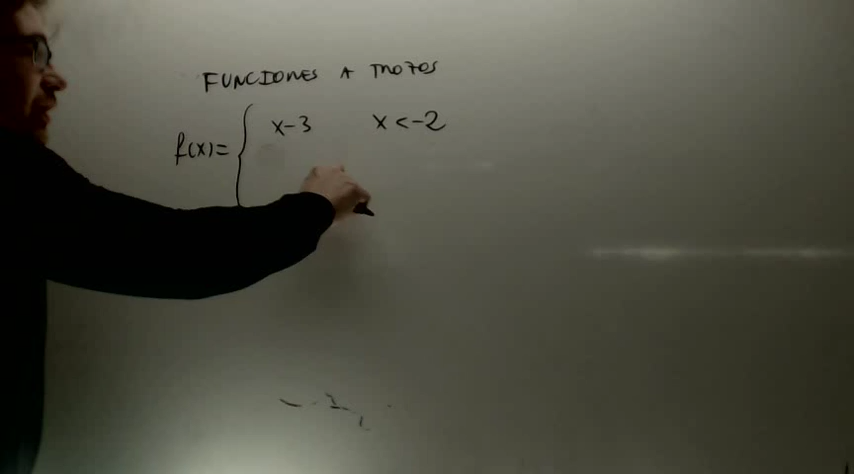 FUNCIONES A TROZOS
f(x)= { x-3 x < -2